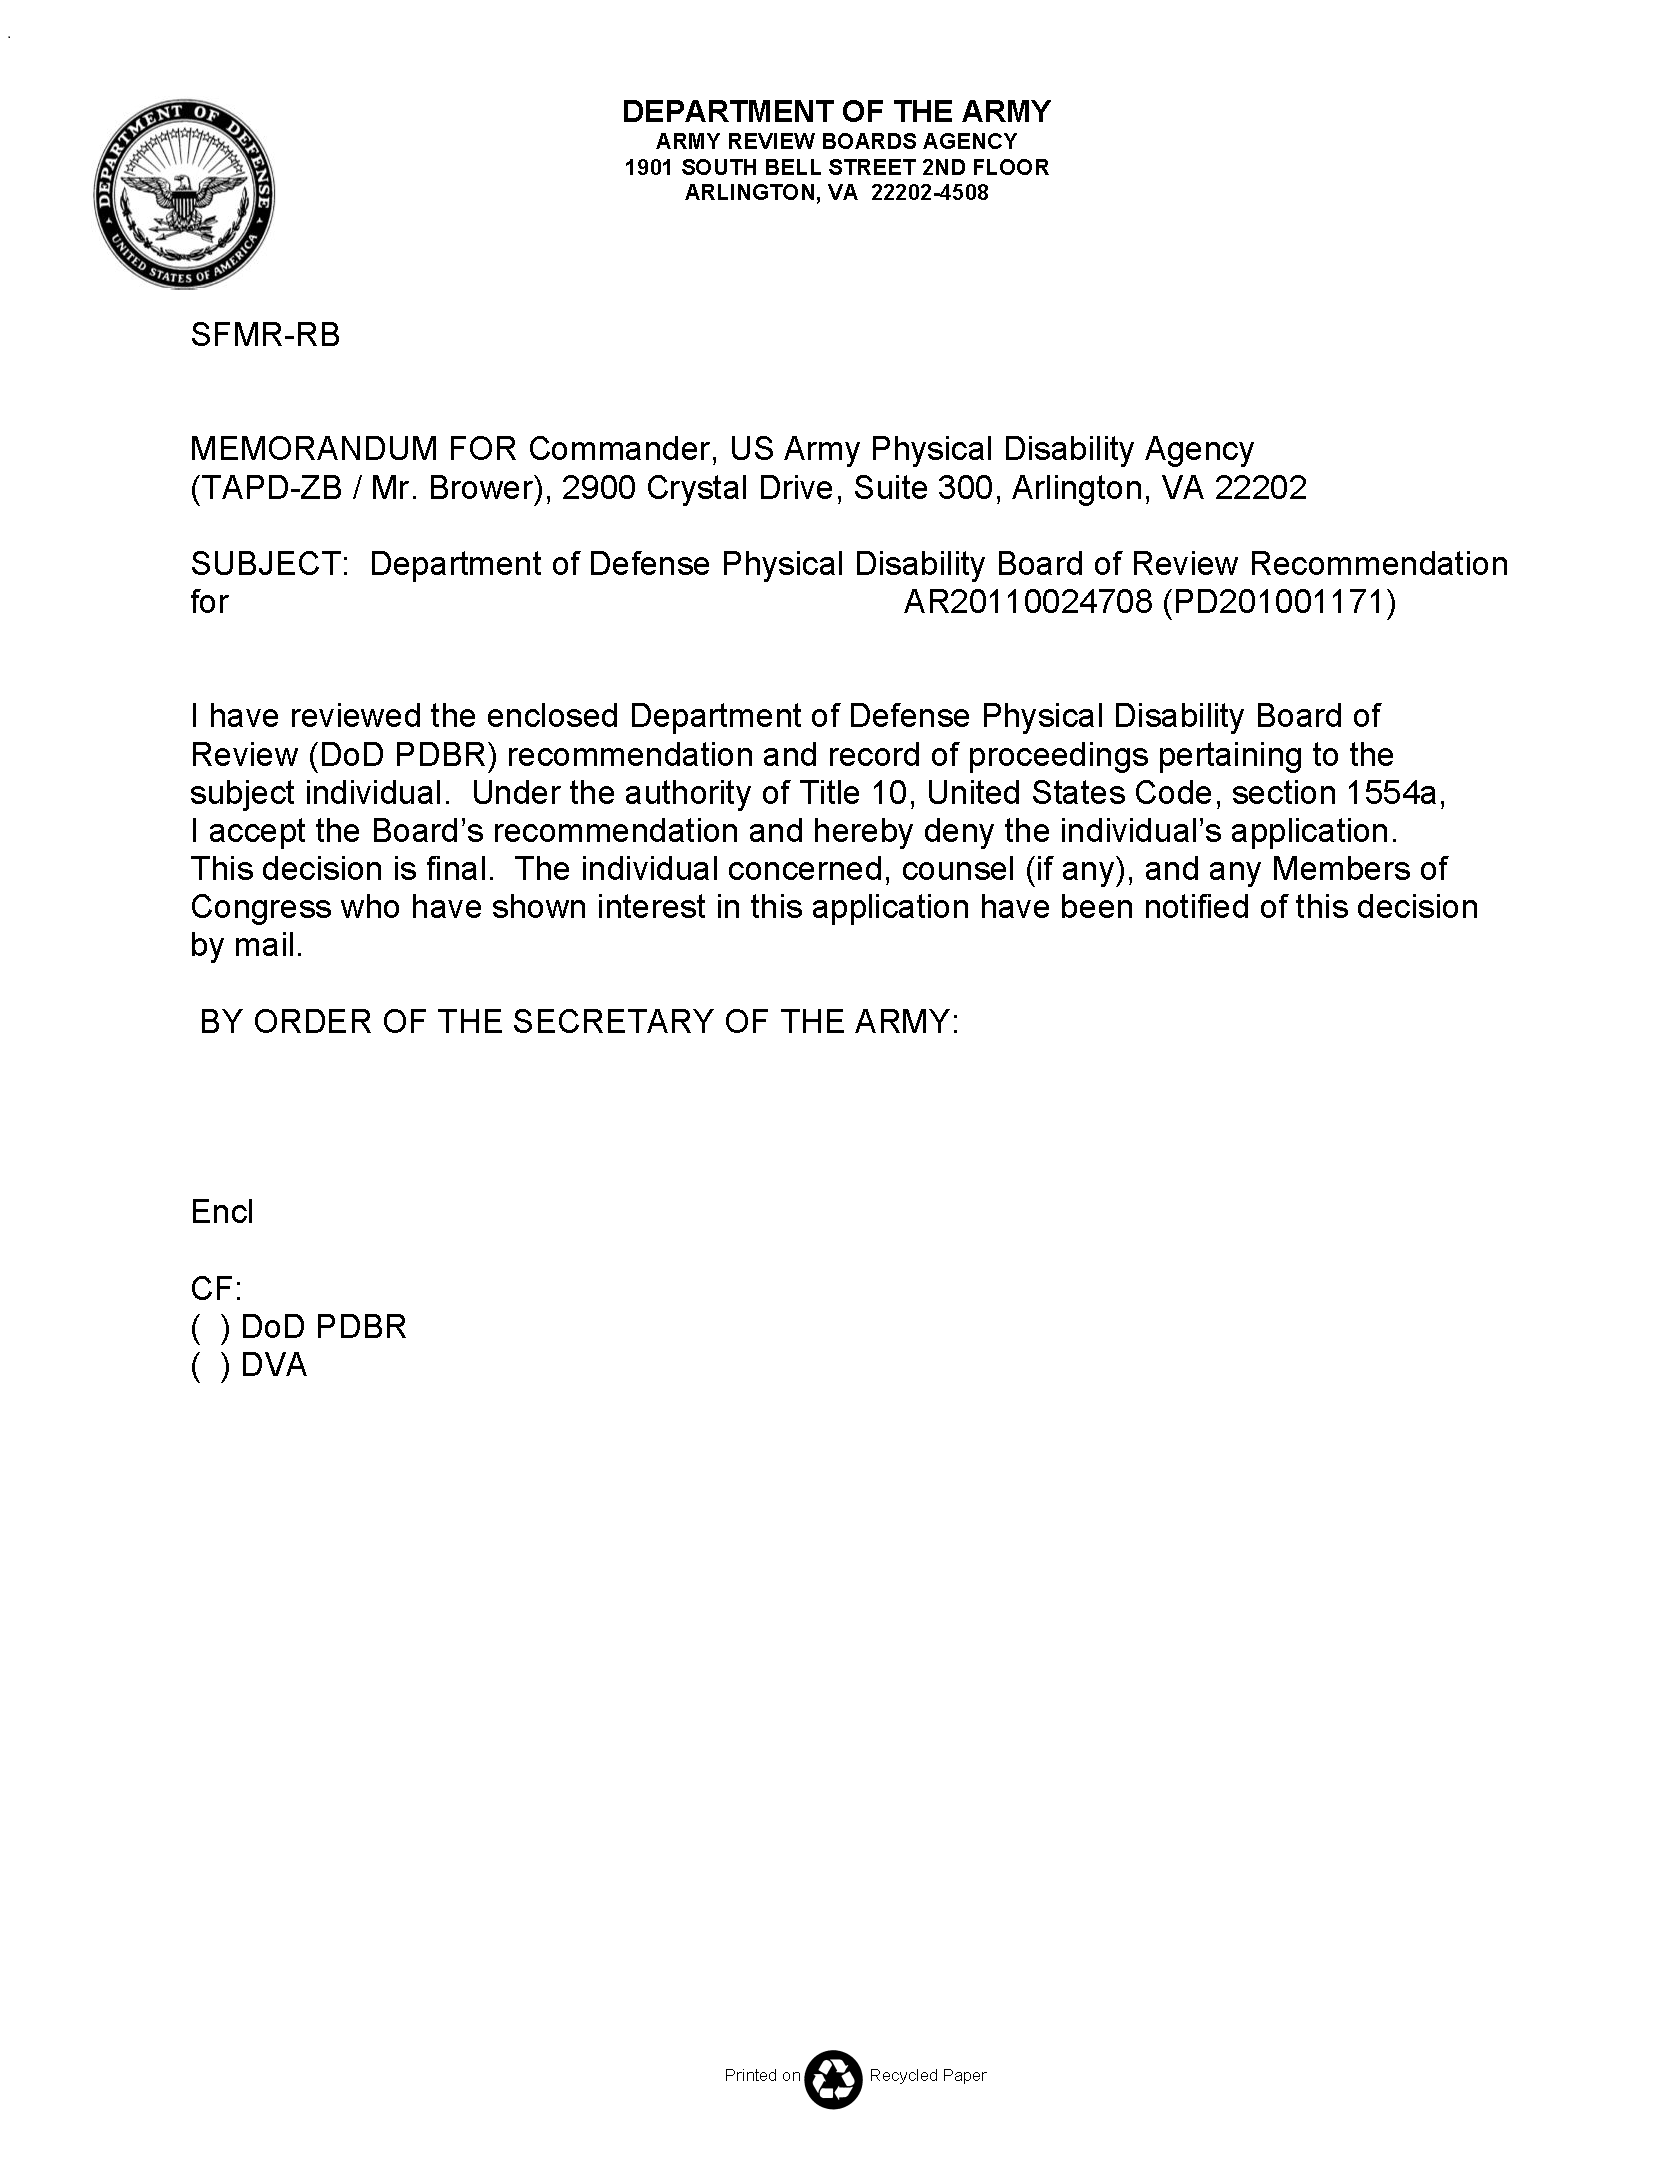 DEPARTMENT OF DEFENSE
UNITED STATES OF AMERICA
DEPARTMENT OF THE ARMY
ARMY REVIEW BOARDS AGENCY
1901 SOUTH BELL STREET 2ND FLOOR
ARLINGTON, VA 22202-4508
SFMR-RB
MEMORANDUM FOR Commander, US Army Physical Disability Agency
(TAPD-ZB / Mr. Brower), 2900 Crystal Drive, Suite 300, Arlington, VA 22202
SUBJECT: Department of Defense Physical Disability Board of Review Recommendation
for AR20110024708 (PD201001171)
I have reviewed the enclosed Department of Defense Physical Disability Board of
Review (DoD PDBR) recommendation and record of proceedings pertaining to the
subject individual. Under the authority of Title 10, United States Code, section 1554a,
I accept the Board’s recommendation and hereby deny the individual’s application.
This decision is final. The individual concerned, counsel (if any), and any Members of
Congress who have shown interest in this application have been notified of this decision
by mail.
BY ORDER OF THE SECRETARY OF THE ARMY:
Encl
CF:
( ) DoD PDBR
( ) DVA
Printed on Recycled Paper